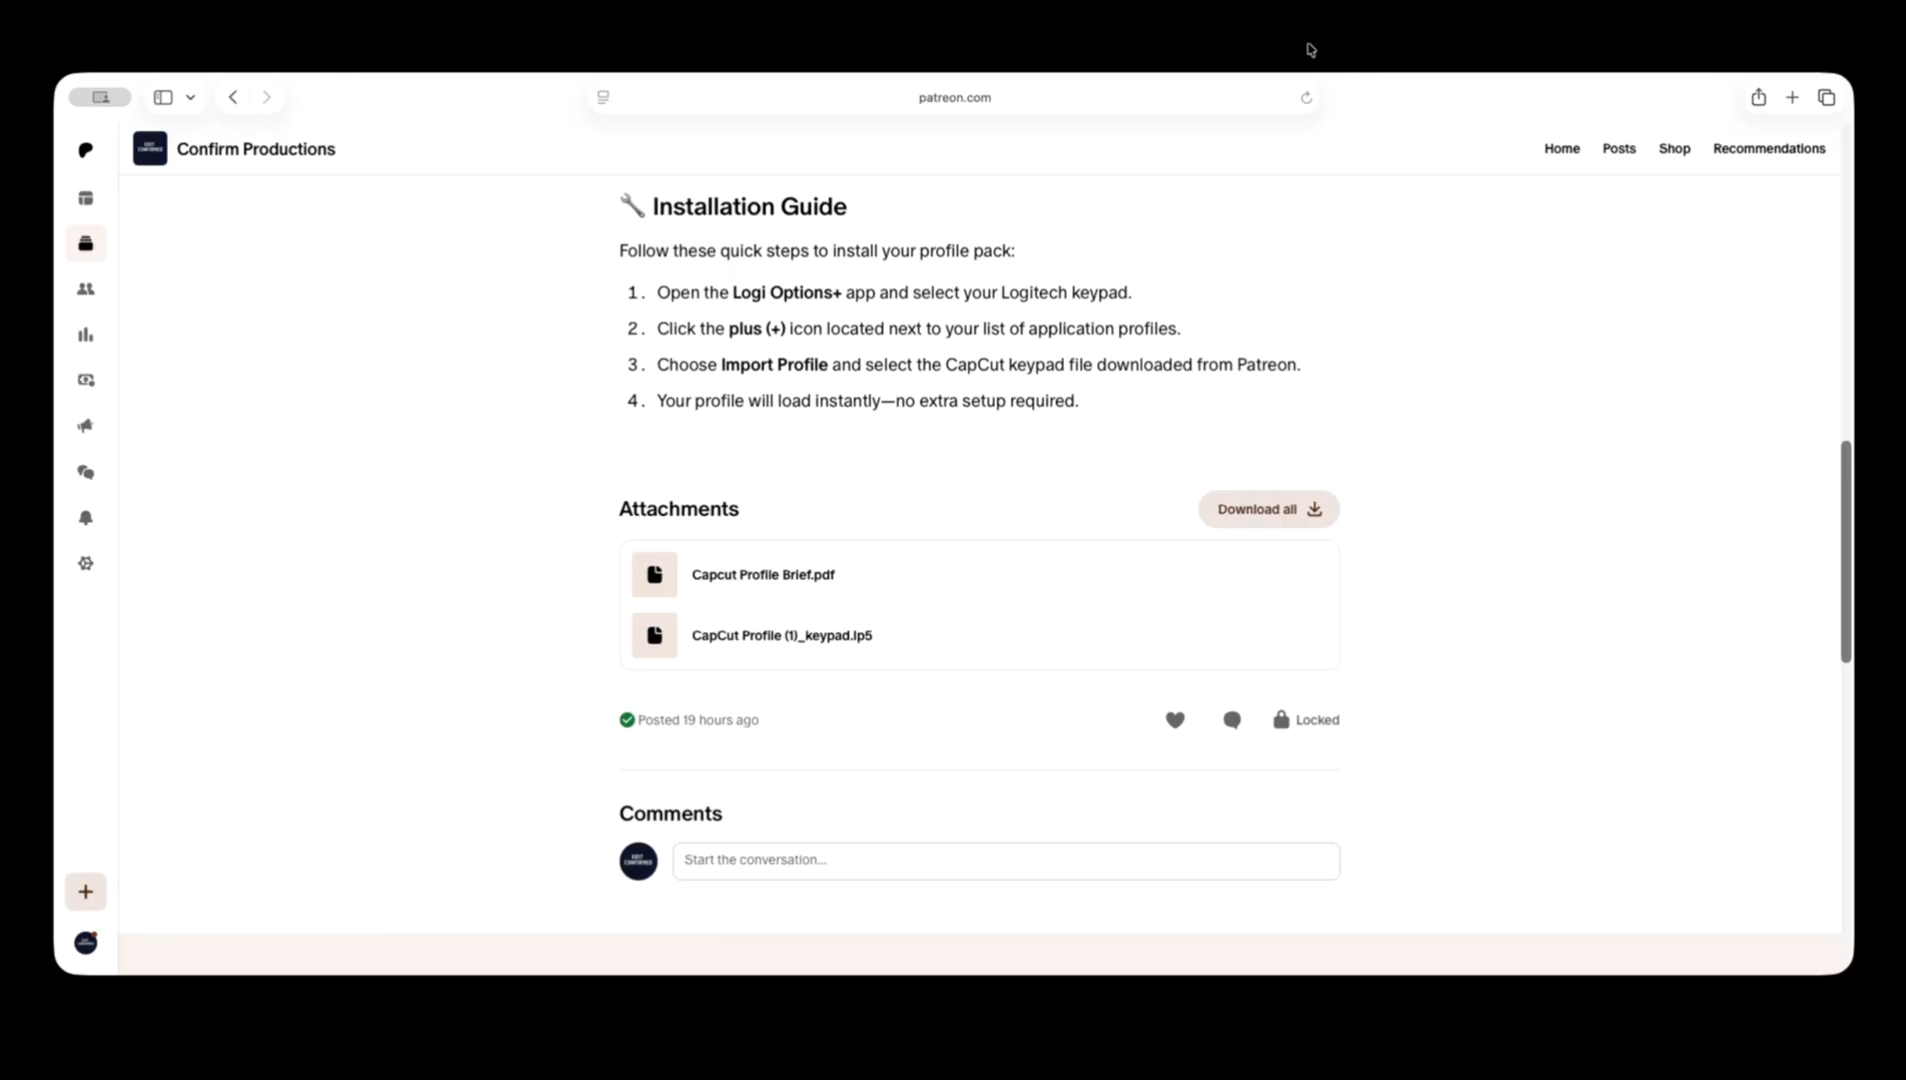 patreon.com
Confirm Productions
Home Posts Shop Recommendations
Installation Guide
Follow these quick steps to install your profile pack:
1. Open the Logi Options+ app and select your Logitech keypad.
2. Click the plus (+) icon located next to your list of application profiles.
3. Choose Import Profile and select the CapCut keypad file downloaded from Patreon.
4. Your profile will load instantly—no extra setup required.
Attachments
Download all
Capcut Profile Brief.pdf
CapCut Profile (1)_keypad.lp5
Posted 19 hours ago
Locked
Comments
Start the conversation...